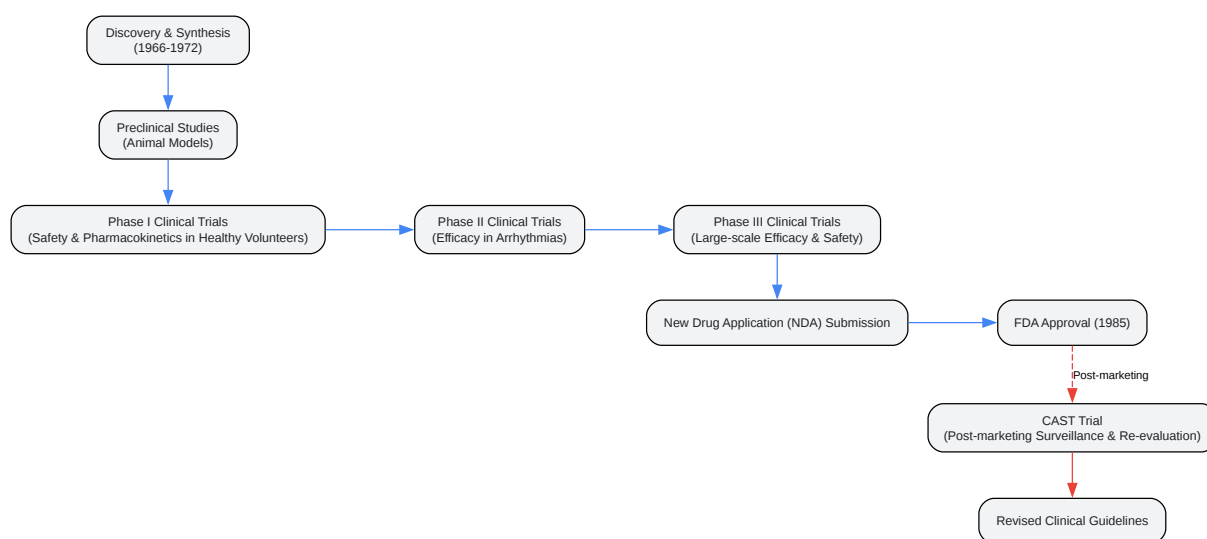 Discovery & Synthesis
(1966-1972)
Preclinical Studies
(Animal Models)
Phase I Clinical Trials
(Safety & Pharmacokinetics in Healthy Volunteers)
Phase II Clinical Trials
(Efficacy in Arrhythmias)
Phase III Clinical Trials
(Large-scale Efficacy & Safety)
New Drug Application (NDA) Submission
FDA Approval (1985)
Post-marketing
CAST Trial
(Post-marketing Surveillance & Re-evaluation)
Revised Clinical Guidelines